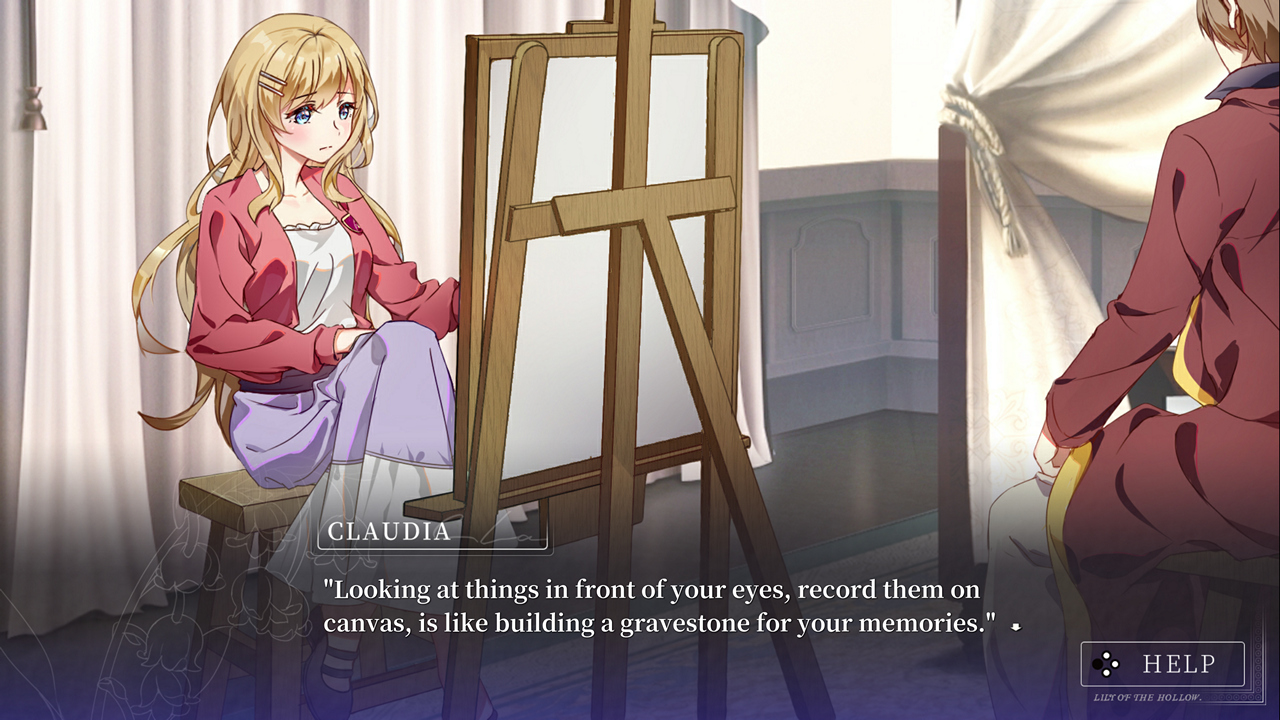 CLAUDIA
"Looking at things in front of your eyes, record them on
canvas, is like building a gravestone for your memories."
HELP
LILY OF THE HOLLOW.